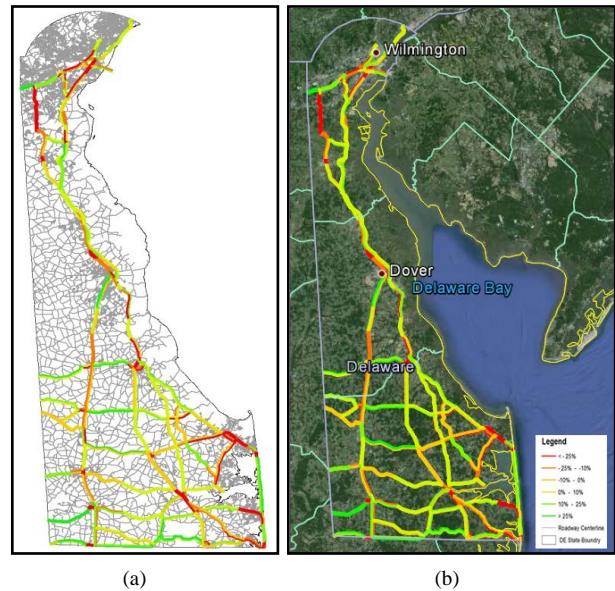 Wilmington
Dover
Delaware Bay
Delaware
Legend
< - 25%
- 25% - -10%
-10% - 0%
0% - 10%
10% - 25%
> 25%
Roadway Centerline
DE State Boundry
(a)
(b)